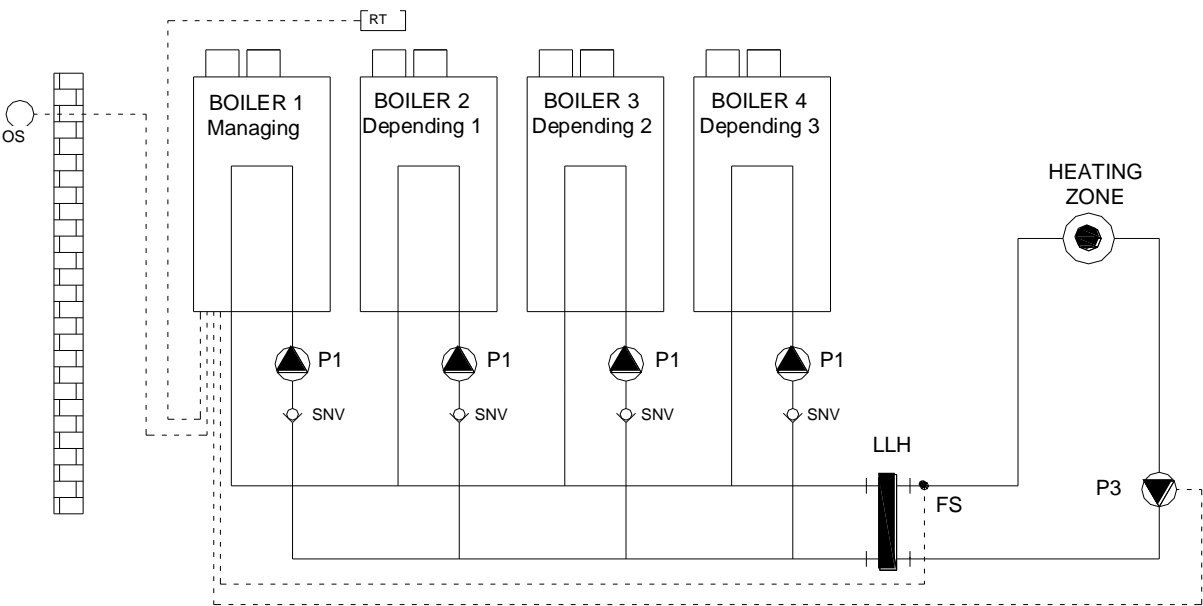 RT
BOILER 1
Managing
BOILER 2
Depending 1
BOILER 3
Depending 2
BOILER 4
Depending 3
OS
HEATING
ZONE
P1
P1
P1
P1
SNV
SNV
SNV
SNV
LLH
FS
P3